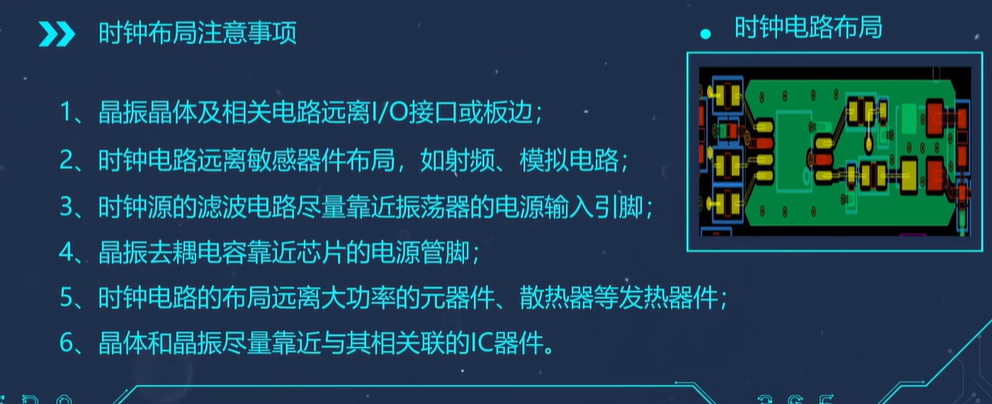 时钟布局注意事项
时钟电路布局
1、晶振晶体及相关电路远离I/O接口或板边；
2、时钟电路远离敏感器件布局，如射频、模拟电路；
3、时钟源的滤波电路尽量靠近振荡器的电源输入引脚；
4、晶振去耦电容靠近芯片的电源管脚；
5、时钟电路的布局远离大功率的元器件、散热器等发热器件；
6、晶体和晶振尽量靠近与其相关联的IC器件。